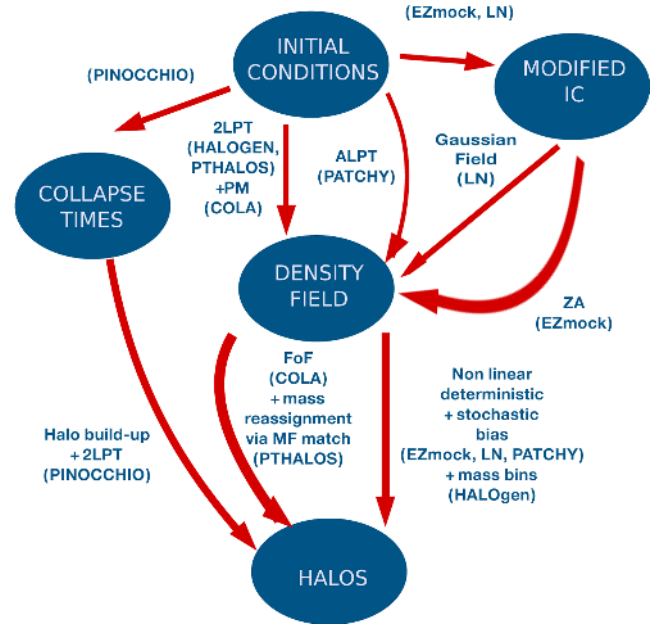 (EZmock, LN)
INITIAL
CONDITIONS
MODIFIED
IC
(PINOCCHIO)
2LPT
(HALOGEN,
PTHALOS)
+PM
(COLA)
ALPT
(PATCHY)
Gaussian
Field
(LN)
COLLAPSE
TIMES
DENSITY
FIELD
ZA
(EZmock)
FoF
(COLA)
+ mass
reassignment
via MF match
(PTHALOS)
Non linear
deterministic
+ stochastic
bias
(EZmock, LN, PATCHY)
+ mass bins
(HALOgen)
Halo build-up
+ 2LPT
(PINOCCHIO)
HALOS